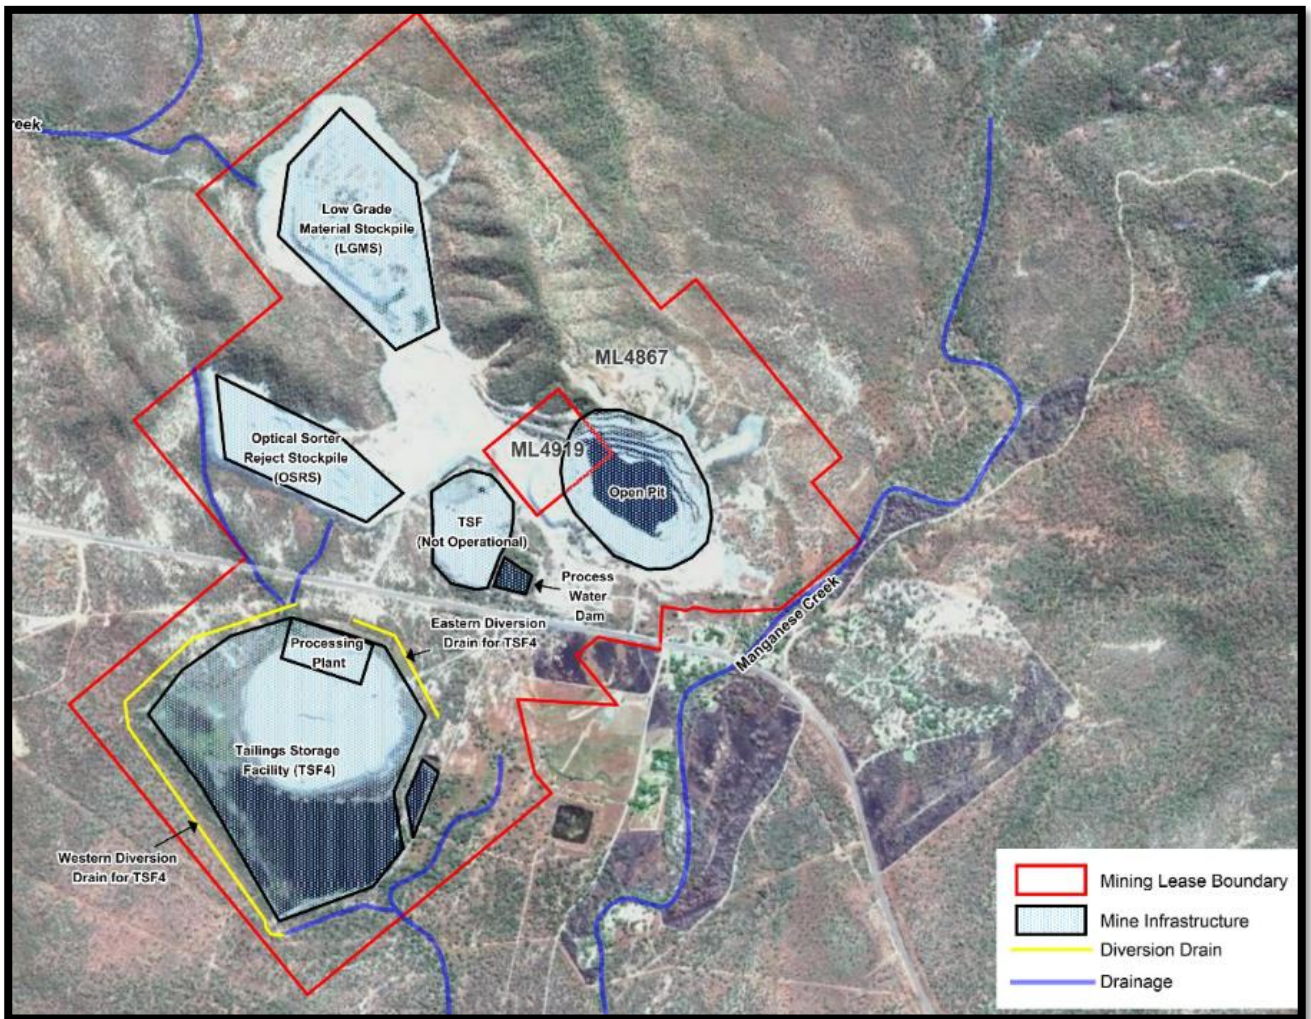 reek
Low Grade
Material Stockpile
(LGMS)
ML4867
Optical Sorter
Reject Stockpile
(OSRS)
ML4919
Open Pit
TSF
(Not Operational)
Process
Water
Dam
Eastern Diversion
Drain for TSF4
Processing
Plant
Manganese Creek
Tailings Storage
Facility (TSF4)
Western Diversion
Drain for TSF4
Mining Lease Boundary
Mine Infrastructure
Diversion Drain
Drainage